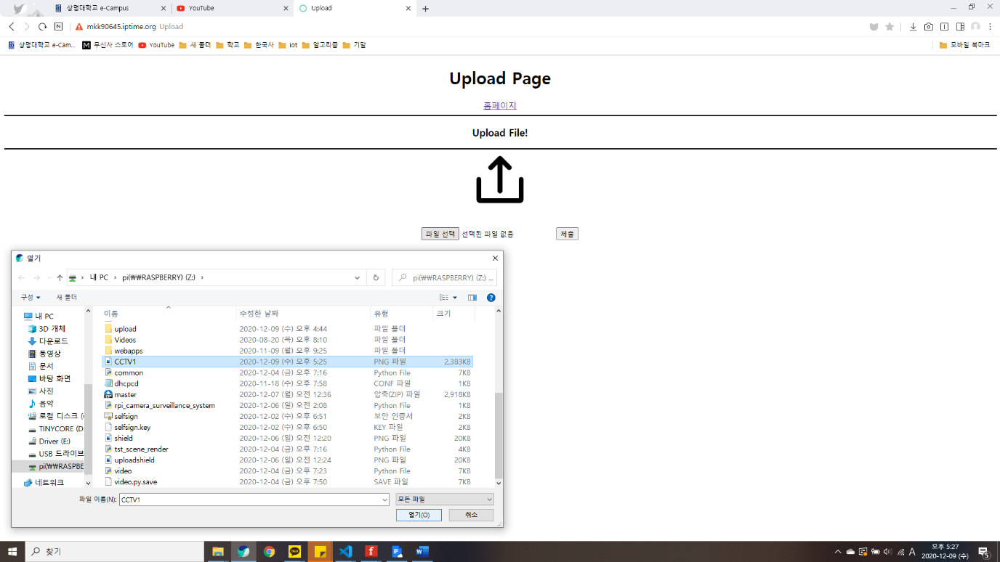 상명대학교 e-Campus
YouTube
Upload
N
mkk90645.iptime.org Upload
상명대학교 e-Cam...
M 무신사 스토어
YouTube
새 폴더
학교
한국사
iot
알고리즘
기말
모바일 북마크
Upload Page
홈페이지
Upload File!
파일 선택 선택된 파일 없음 제출
열기
내 PC › pi(₩₩RASPBERRY) (Z:) ›
pi(₩₩RASPBERRY) (Z:) ...
구성 새 폴더
내 PC
3D 개체
다운로드
동영상
문서
바탕 화면
사진
음악
로컬 디스크 (
TINYCORE (D
Driver (E:)
USB 드라이브
pi(₩₩RASPBE
네트워크
이름 수정한 날짜 유형 크기
upload 2020-12-09 (수) 오후 4:44 파일 폴더
Videos 2020-08-20 (목) 오후 8:10 파일 폴더
webapps 2020-11-09 (월) 오후 9:25 파일 폴더
CCTV1 2020-12-09 (수) 오후 5:25 PNG 파일 2,383KB
common 2020-12-04 (금) 오후 7:16 Python File 7KB
dhcpcd 2020-11-18 (수) 오후 7:58 CONF 파일 1KB
master 2020-12-07 (월) 오전 12:36 압축(ZIP) 파일 2,918KB
rpi_camera_surveillance_system 2020-12-06 (일) 오전 2:08 Python File 1KB
selfsign 2020-12-02 (수) 오후 6:51 보안 인증서 2KB
selfsign.key 2020-12-02 (수) 오후 6:50 KEY 파일 2KB
shield 2020-12-06 (일) 오전 12:20 PNG 파일 20KB
tst_scene_render 2020-12-04 (금) 오후 7:16 Python File 4KB
uploadshield 2020-12-06 (일) 오전 12:24 PNG 파일 20KB
video 2020-12-04 (금) 오후 7:23 Python File 7KB
video.py.save 2020-12-04 (금) 오후 7:50 SAVE 파일 7KB
파일 이름(N): CCTV1 모든 파일
열기(O) 취소
찾기
TALK
A
오후 5:27
2020-12-09 (수)
5